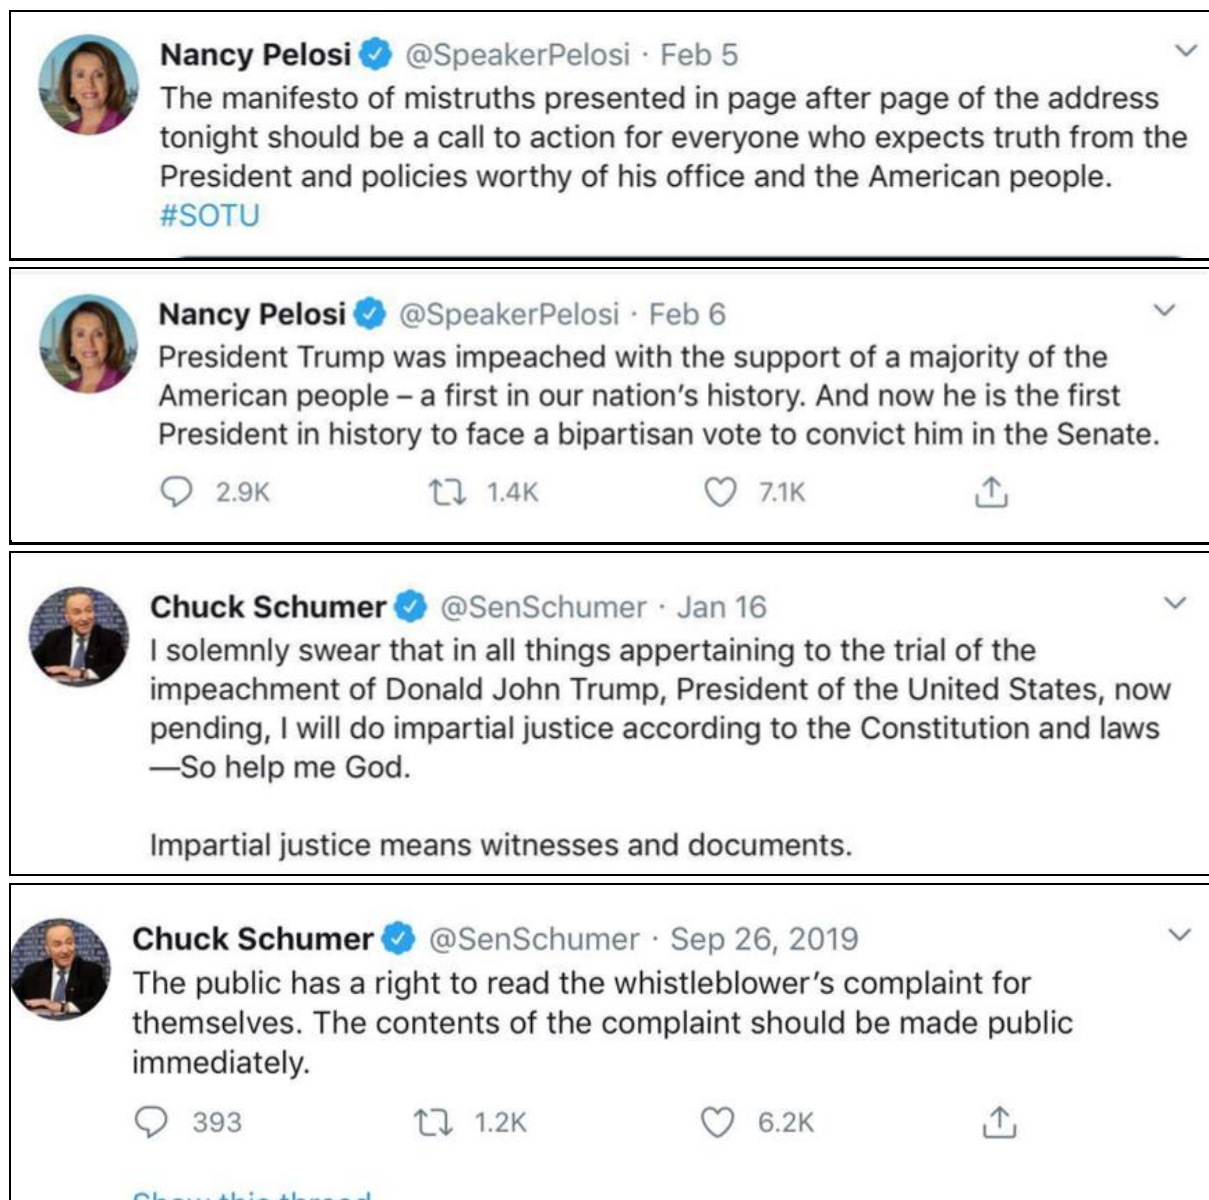 Nancy Pelosi @SpeakerPelosi · Feb 5
The manifesto of mistruths presented in page after page of the address
tonight should be a call to action for everyone who expects truth from the
President and policies worthy of his office and the American people.
#SOTU
Nancy Pelosi @SpeakerPelosi · Feb 6
President Trump was impeached with the support of a majority of the
American people – a first in our nation's history. And now he is the first
President in history to face a bipartisan vote to convict him in the Senate.
2.9K 1.4K 7.1K
Chuck Schumer @SenSchumer · Jan 16
I solemnly swear that in all things appertaining to the trial of the
impeachment of Donald John Trump, President of the United States, now
pending, I will do impartial justice according to the Constitution and laws
—So help me God.
Impartial justice means witnesses and documents.
Chuck Schumer @SenSchumer · Sep 26, 2019
The public has a right to read the whistleblower's complaint for
themselves. The contents of the complaint should be made public
immediately.
393 1.2K 6.2K
Show this thread